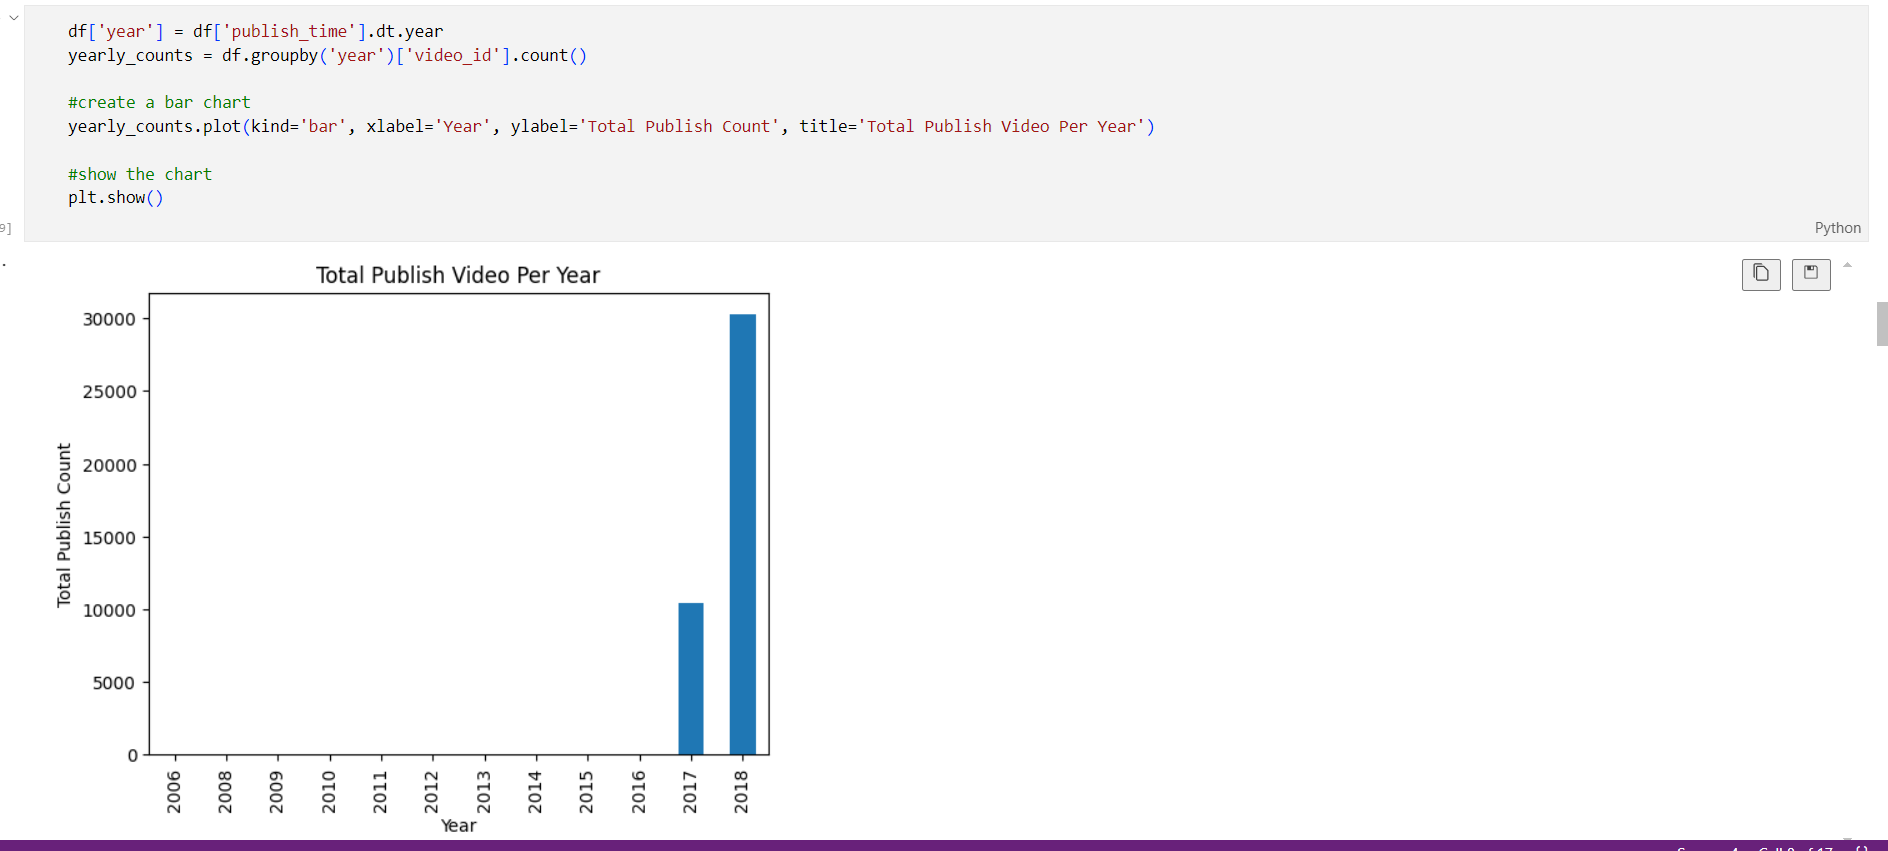 df['year'] = df['publish_time'].dt.year
yearly_counts = df.groupby('year')['video_id'].count()
#create a bar chart
yearly_counts.plot(kind='bar', xlabel='Year', ylabel='Total Publish Count', title='Total Publish Video Per Year')
#show the chart
plt.show()
9]
Python
Total Publish Video Per Year
30000
25000
20000
15000
10000
5000
0
Total Publish Count
2006 2008 2009 2010 2011 2012 2013 2014 2015 2016 2017 2018
Year